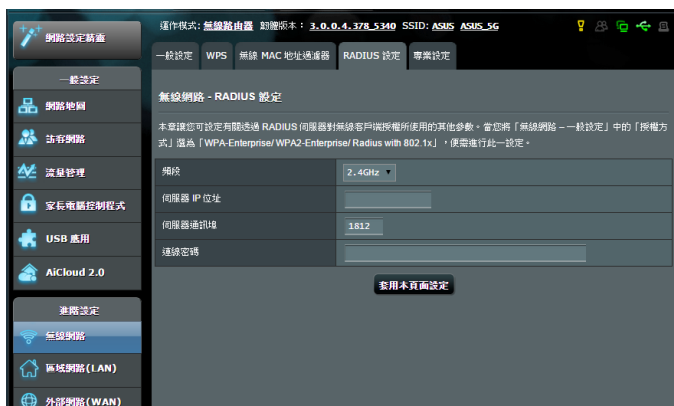 運作模式: 無線路由器 韌體版本: 3.0.0.4.378_5340 SSID: ASUS ASUS_5G
網路設定精靈
一般設定 WPS 無線 MAC 地址過濾器 RADIUS 設定 專業設定
一般設定
網路地圖
訪客網路
流量管理
家長電腦控制程式
USB 應用
AiCloud 2.0
進階設定
無線網路
區域網路(LAN)
外部網路(WAN)
無線網路 - RADIUS 設定
本章讓您可設定有關透過 RADIUS 伺服器對無線客戶端授權所使用的其他參數。當您將「無線網路 – 一般設定」中的「授權方
式」選為「WPA-Enterprise/ WPA2-Enterprise/ Radius with 802.1x」，便需進行此一設定。
頻段 2.4GHz
伺服器 IP 位址
伺服器通訊埠 1812
連線密碼
套用本頁面設定